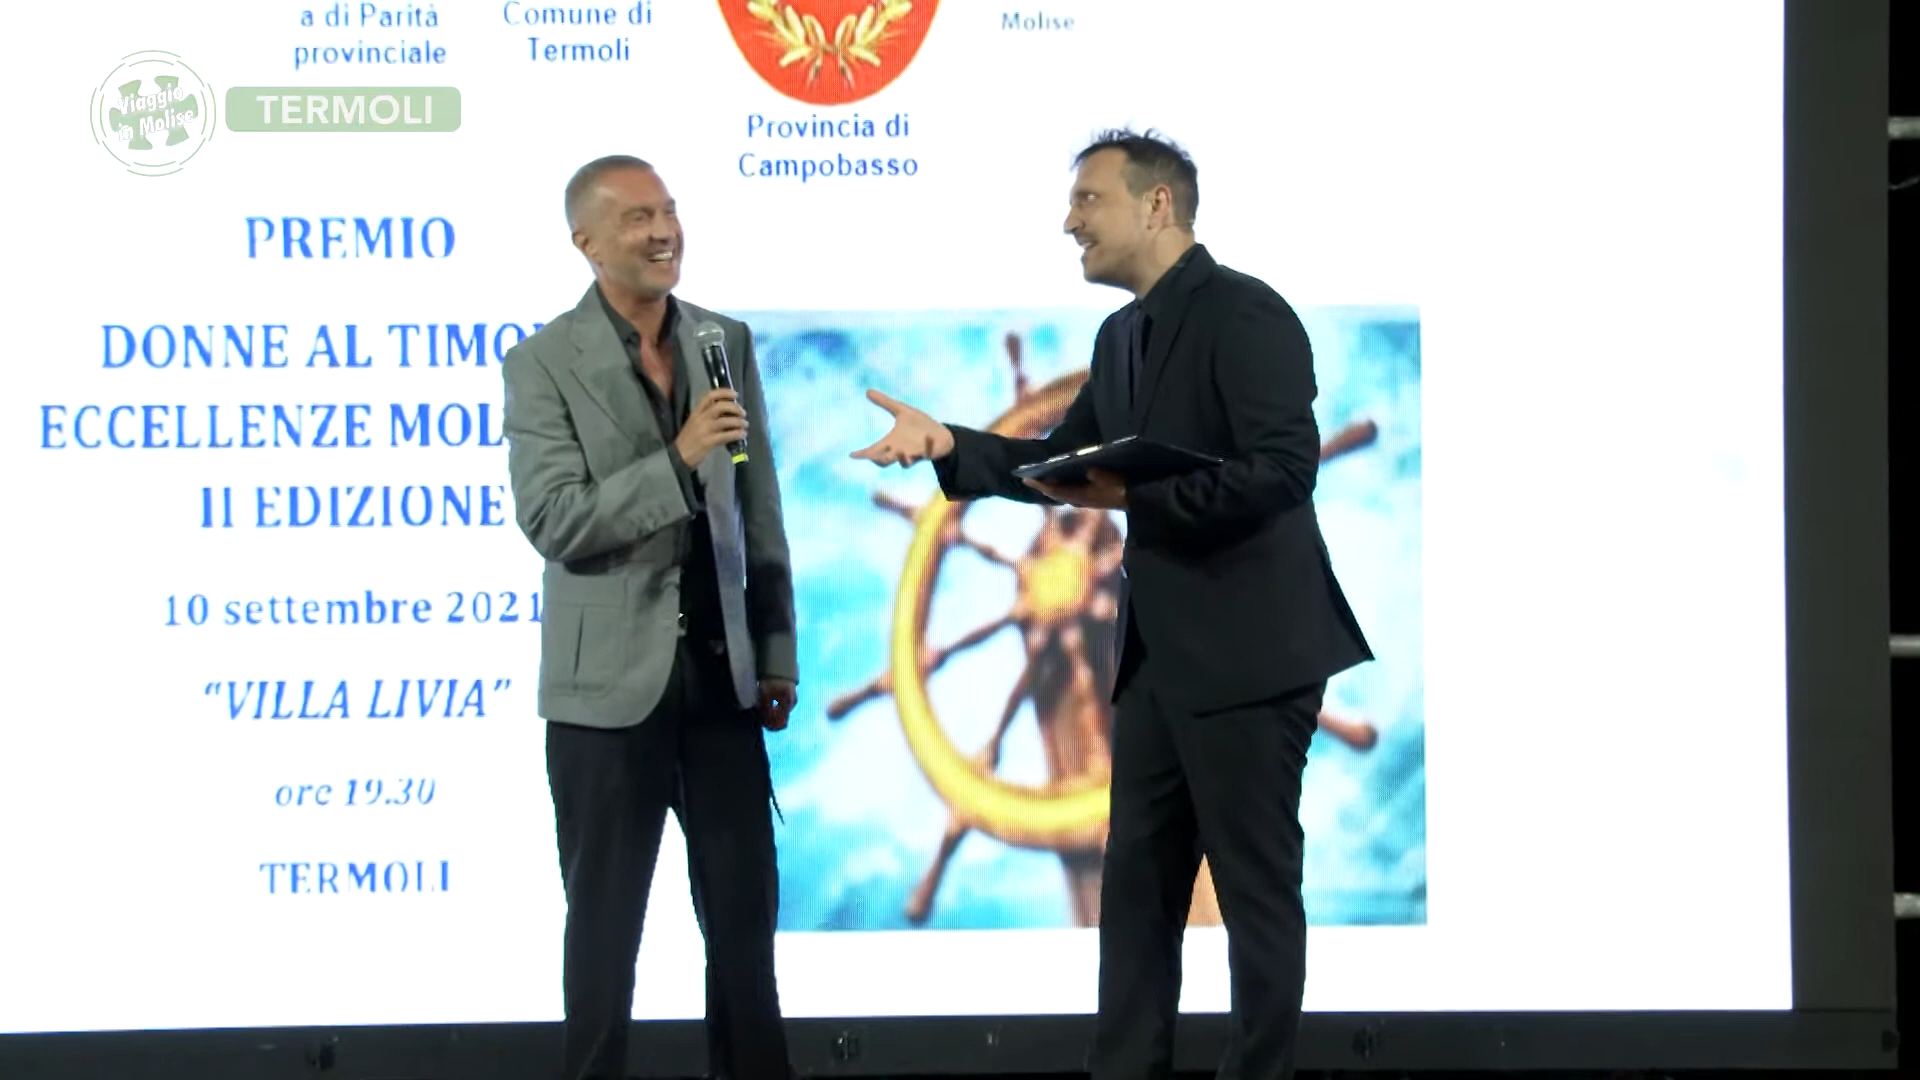 a di Parità
provinciale
Comune di
Termoli
Molise
Viaggio
in Molise
TERMOLI
Provincia di
Campobasso
PREMIO
DONNE AL TIMO
ECCELLENZE MOL
II EDIZIONE
10 settembre 2021
“VILLA LIVIA”
ore 19.30
TERMOLI